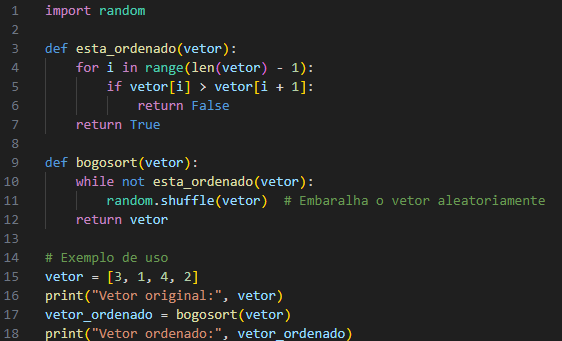 1 import random
2
3 def esta_ordenado(vetor):
4     for i in range(len(vetor) - 1):
5         if vetor[i] > vetor[i + 1]:
6             return False
7     return True
8
9 def bogosort(vetor):
10     while not esta_ordenado(vetor):
11         random.shuffle(vetor)  # Embaralha o vetor aleatoriamente
12     return vetor
13
14 # Exemplo de uso
15 vetor = [3, 1, 4, 2]
16 print("Vetor original:", vetor)
17 vetor_ordenado = bogosort(vetor)
18 print("Vetor ordenado:", vetor_ordenado)